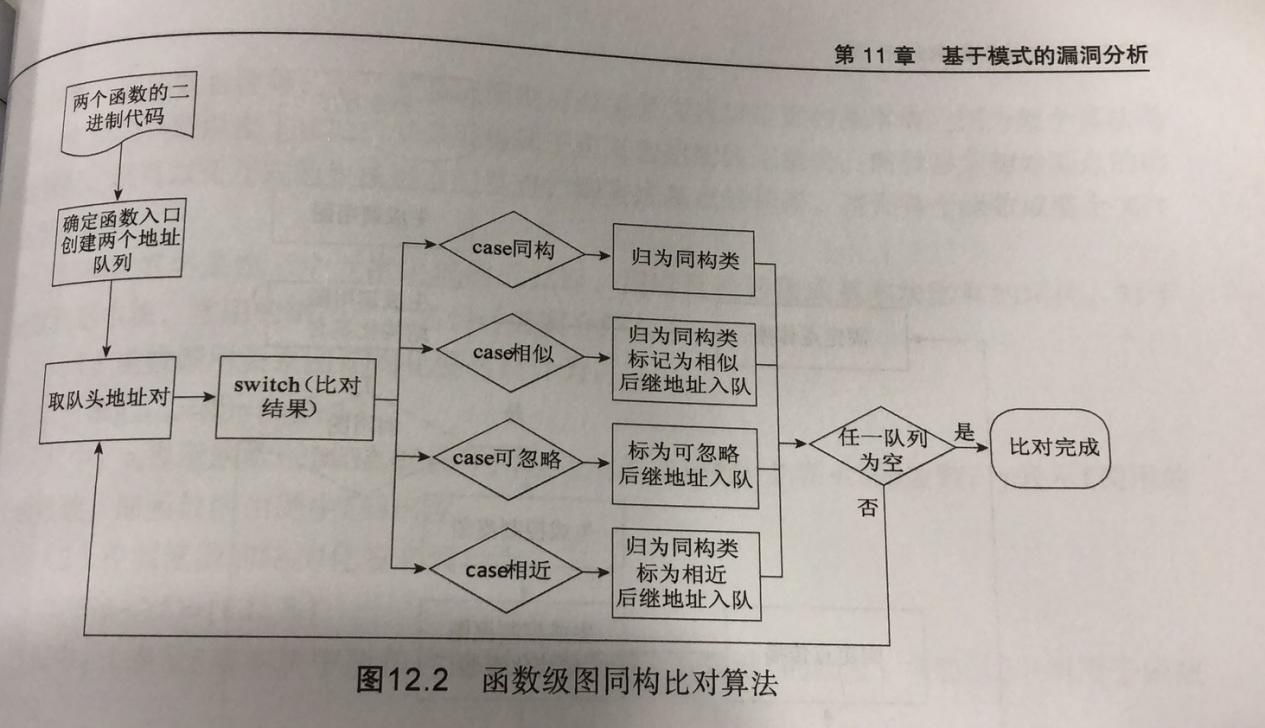 第 11 章 基于模式的漏洞分析
两个函数的二
进制代码
确定函数入口
创建两个地址
队列
取队头地址对
switch(比对
结果)
case同构
归为同构类
case相似
归为同构类
标记为相似
后继地址入队
case可忽略
标为可忽略
后继地址入队
case相近
归为同构类
标为相近
后继地址入队
任一队列
为空
是
否
比对完成
图12.2 函数级图同构比对算法